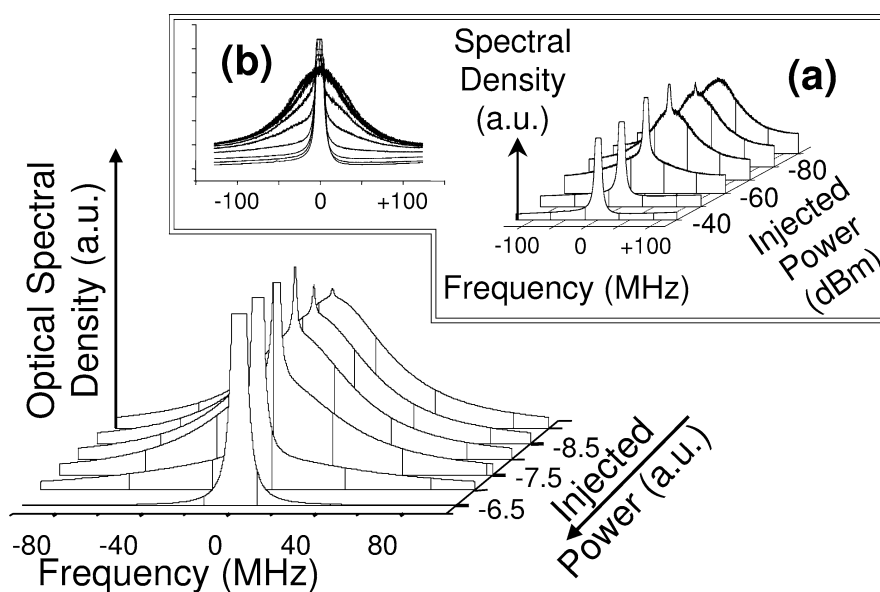 (b)
-100 0 +100
Spectral
Density
(a.u.)
(a)
-80
-60
-40
-100 0 +100
Injected
Power
(dBm)
Frequency (MHz)
Optical Spectral
Density (a.u.)
-8.5
-7.5
-6.5
Injected
Power (a.u.)
-80 -40 0 40 80
Frequency (MHz)